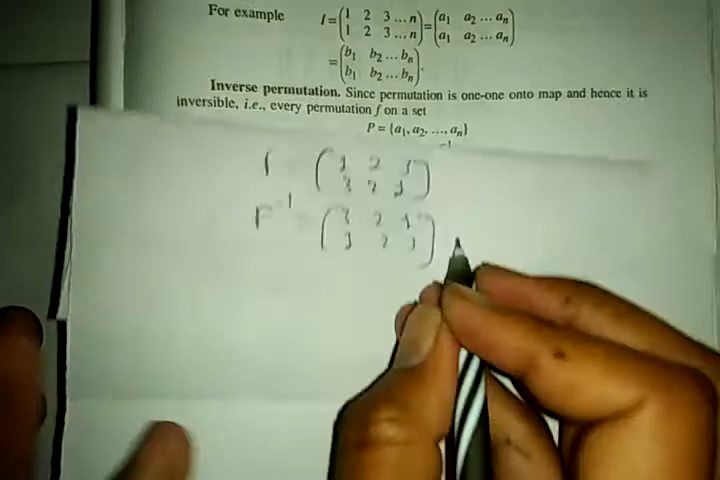 For example I = (1 2 3 ... n / 1 2 3 ... n) = (a₁ a₂ ... aₙ / a₁ a₂ ... aₙ)
= (b₁ b₂ ... bₙ / b₁ b₂ ... bₙ).
Inverse permutation. Since permutation is one-one onto map and hence it is
inversible, i.e., every permutation f on a set
P = {a₁, a₂, ..., aₙ}
-1
(1 2 3 / 3 2 1)
-1 (3 2 1 / 1 2 3)